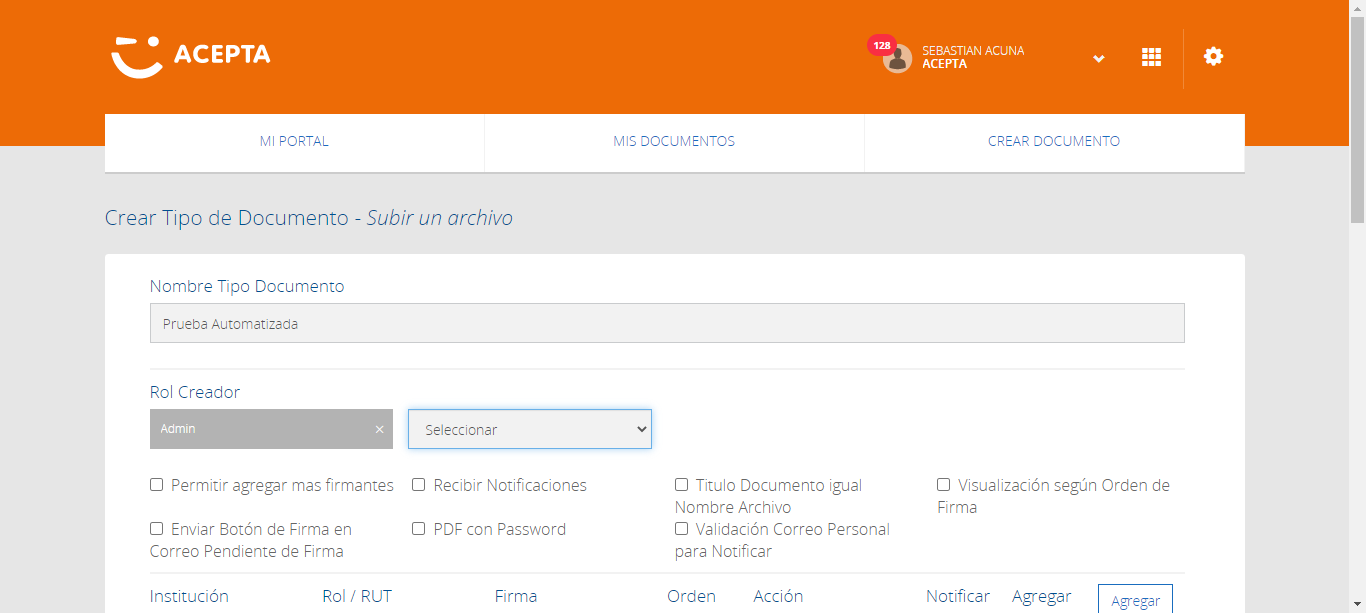 ACEPTA
128
SEBASTIAN ACUNA
ACEPTA
MI PORTAL
MIS DOCUMENTOS
CREAR DOCUMENTO
Crear Tipo de Documento - Subir un archivo
Nombre Tipo Documento
Prueba Automatizada
Rol Creador
Admin ×
Seleccionar
Permitir agregar mas firmantes
Recibir Notificaciones
Titulo Documento igual
Nombre Archivo
Visualización según Orden de
Firma
Enviar Botón de Firma en
Correo Pendiente de Firma
PDF con Password
Validación Correo Personal
para Notificar
Institución Rol / RUT Firma Orden Acción Notificar Agregar Agregar